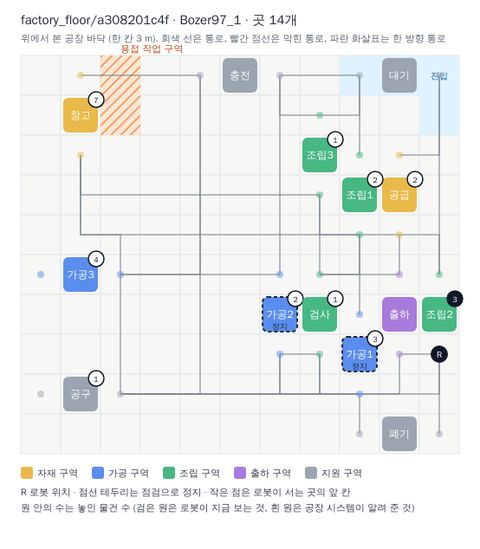 factory_floor/a308201c4f · Bozer97_1 · 곳 14개
위에서 본 공장 바닥 (한 칸 3 m). 회색 선은 통로, 빨간 점선은 막힌 통로, 파란 화살표는 한 방향 통로
용접 작업 구역
충전
대기
진입
창고
7
조립3
1
조립1
2
공급
2
가공3
4
가공2
정지
2
검사
1
출하
조립2
3
가공1
정지
3
R
공구
1
폐기
자재 구역
가공 구역
조립 구역
출하 구역
지원 구역
R 로봇 위치 · 점선 테두리는 점검으로 정지 · 작은 점은 로봇이 서는 곳의 앞 칸
원 안의 수는 놓인 물건 수 (검은 원은 로봇이 지금 보는 것, 흰 원은 공장 시스템이 알려 준 것)